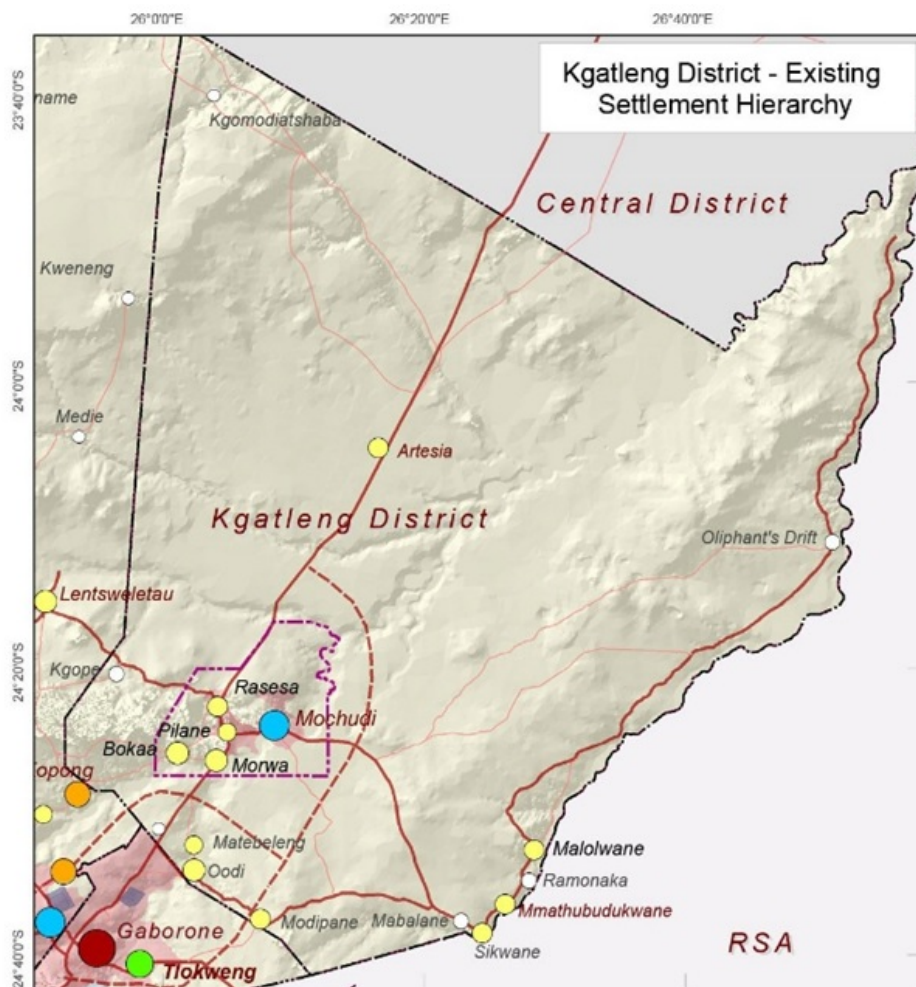 26°0'0"E
26°20'0"E
26°40'0"E
Kgatleng District - Existing
Settlement Hierarchy
23°40'0"S
name
Kgomodiatshaba
Central District
Kweneng
24°0'0"S
Medie
Artesia
Kgatleng District
Oliphant's Drift
Lentsweletau
24°20'0"S
Kgope
Rasesa
Mochudi
Pilane
Bokaa
Morwa
opong
Matebeleng
Oodi
Malolwane
Ramonaka
Mmathubudukwane
Modipane
Mabalane
Sikwane
Gaborone
RSA
24°40'0"S
Tlokweng